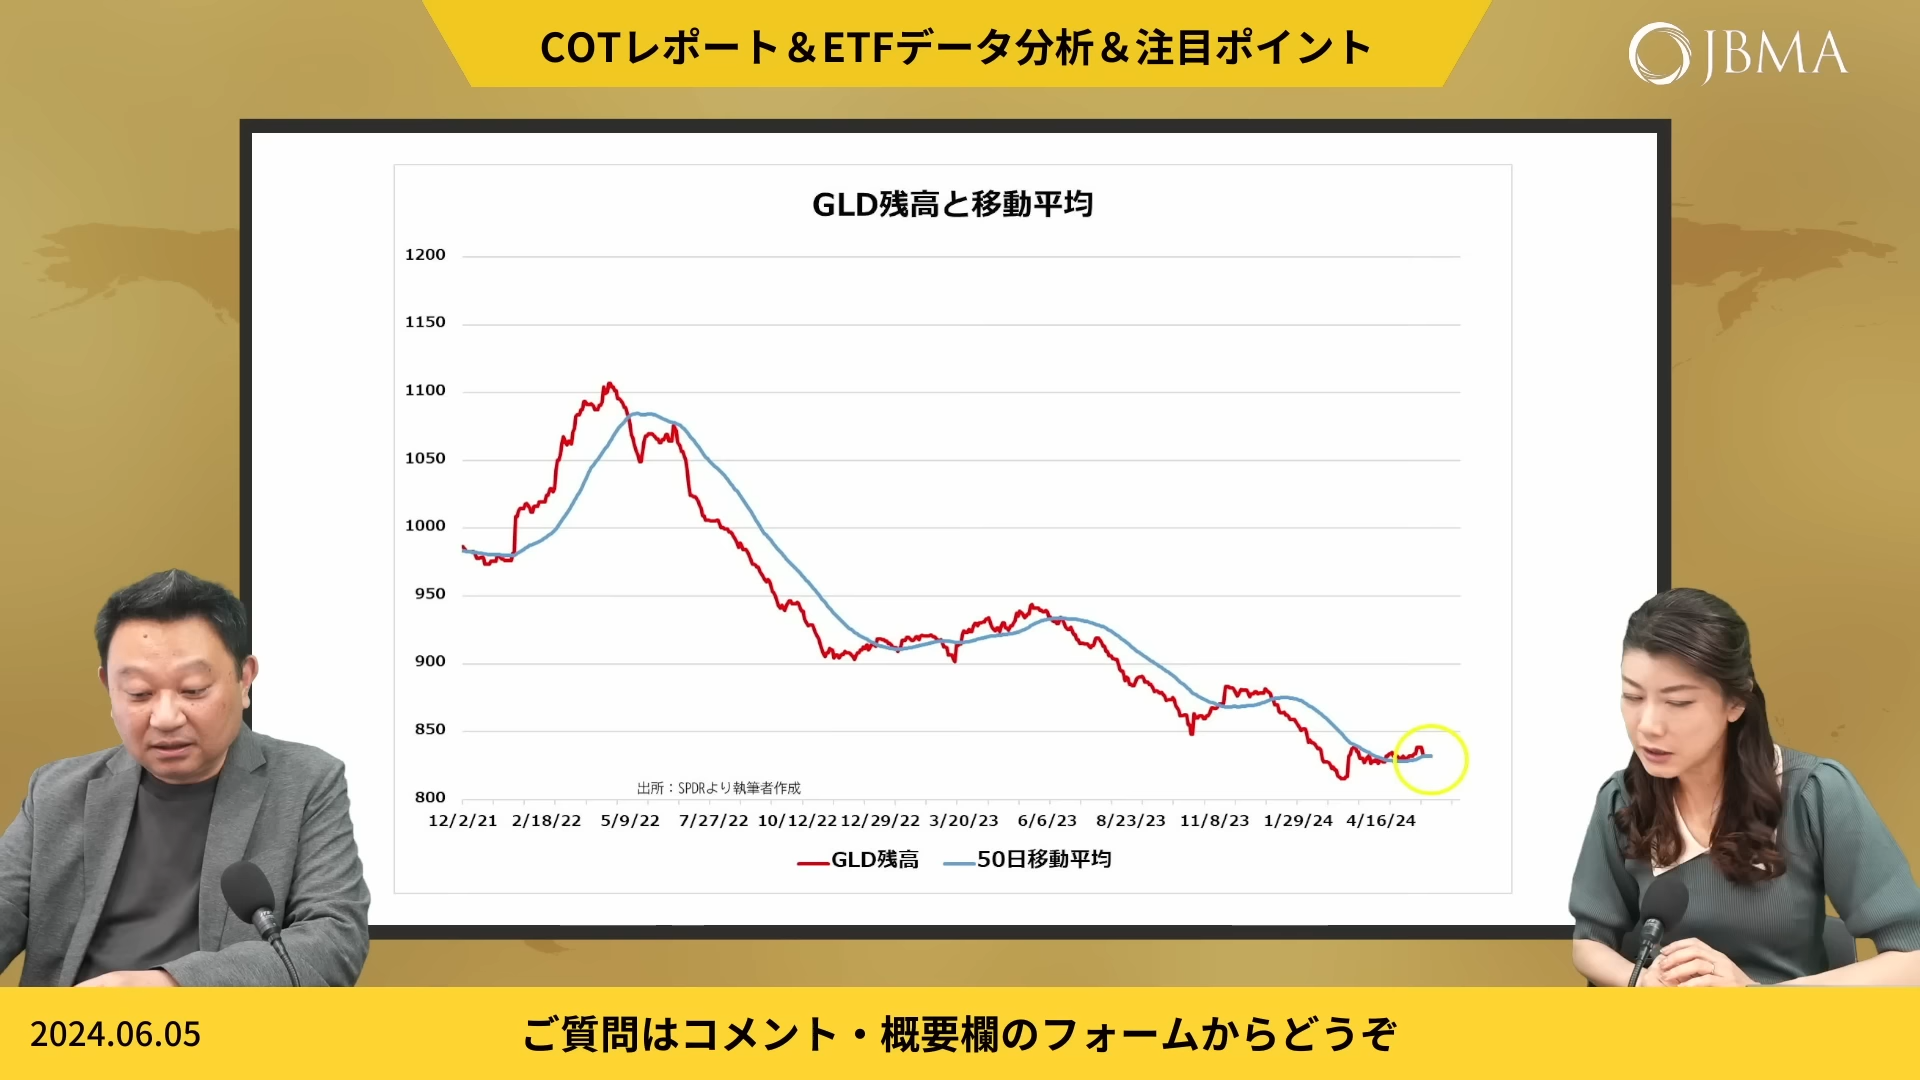 COTレポート＆ETFデータ分析＆注目ポイント
JBMA
GLD残高と移動平均
1200
1150
1100
1050
1000
950
900
850
800
出所：SPDRより執筆者作成
12/2/21 2/18/22 5/9/22 7/27/22 10/12/22 12/29/22 3/20/23 6/6/23 8/23/23 11/8/23 1/29/24 4/16/24
GLD残高 50日移動平均
2024.06.05
ご質問はコメント・概要欄のフォームからどうぞ